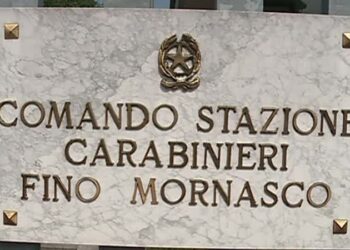 COMANDO STAZIONE
CARABINIERI
FINO MORNASCO